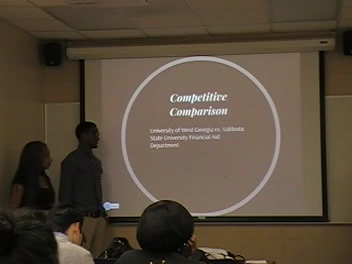 Competitive
Comparison
University of West Georgia vs. Valdosta
State University Financial Aid
Department